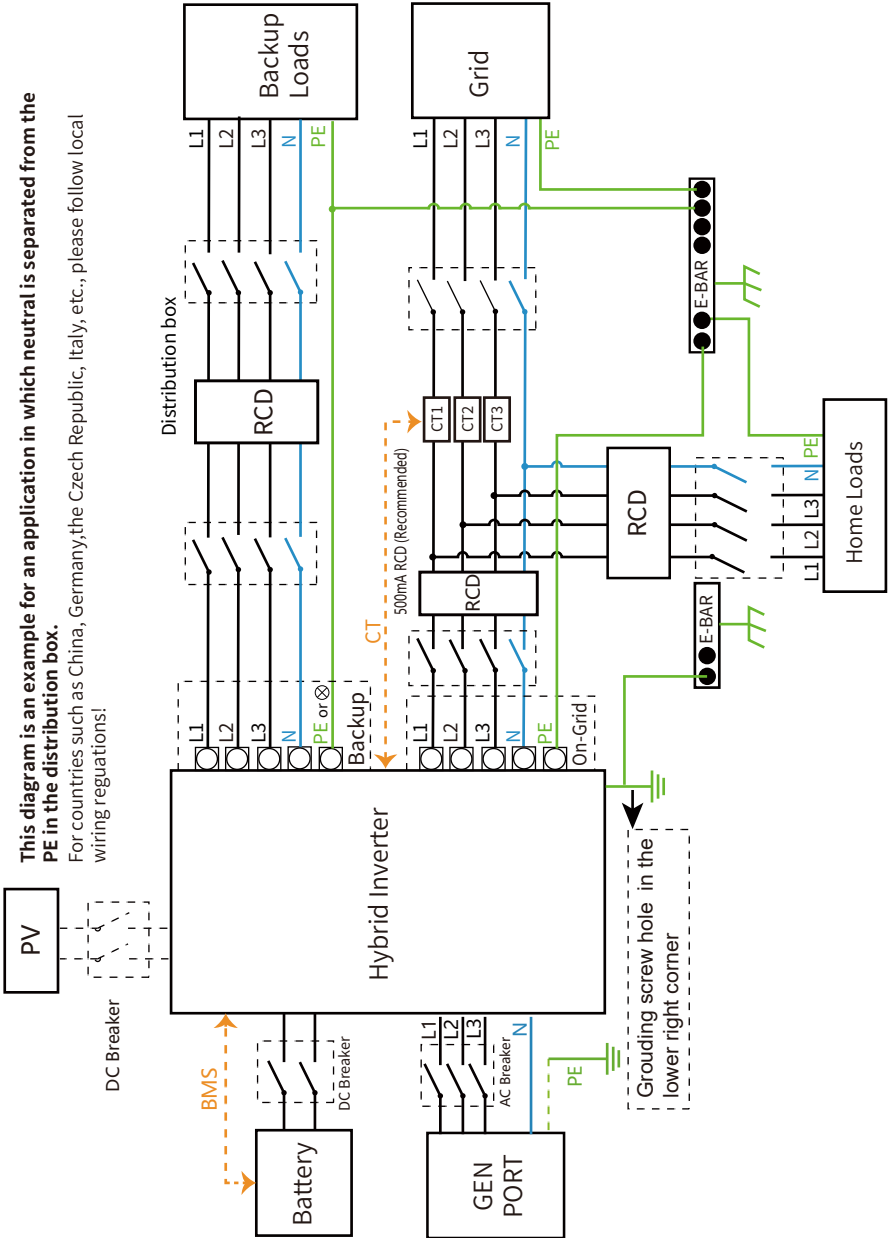 This diagram is an example for an application in which neutral is separated from the
PE in the distribution box.
For countries such as China, Germany,the Czech Republic, Italy, etc., please follow local
wiring reguations!
PV
DC Breaker
BMS
Battery
DC Breaker
GEN
PORT
L1
L2
L3
N
AC Breaker
PE
Hybrid Inverter
Grouding screw hole in the
lower right corner
L1
L2
L3
N
PE or
Backup
CT
L1
L2
L3
N
PE
On-Grid
Distribution box
RCD
L1
L2
L3
N
PE
Backup
Loads
500mA RCD (Recommended)
RCD
CT1
CT2
CT3
L1
L2
L3
N
PE
Grid
E-BAR
E-BAR
RCD
L1
L2
L3
N
PE
Home Loads